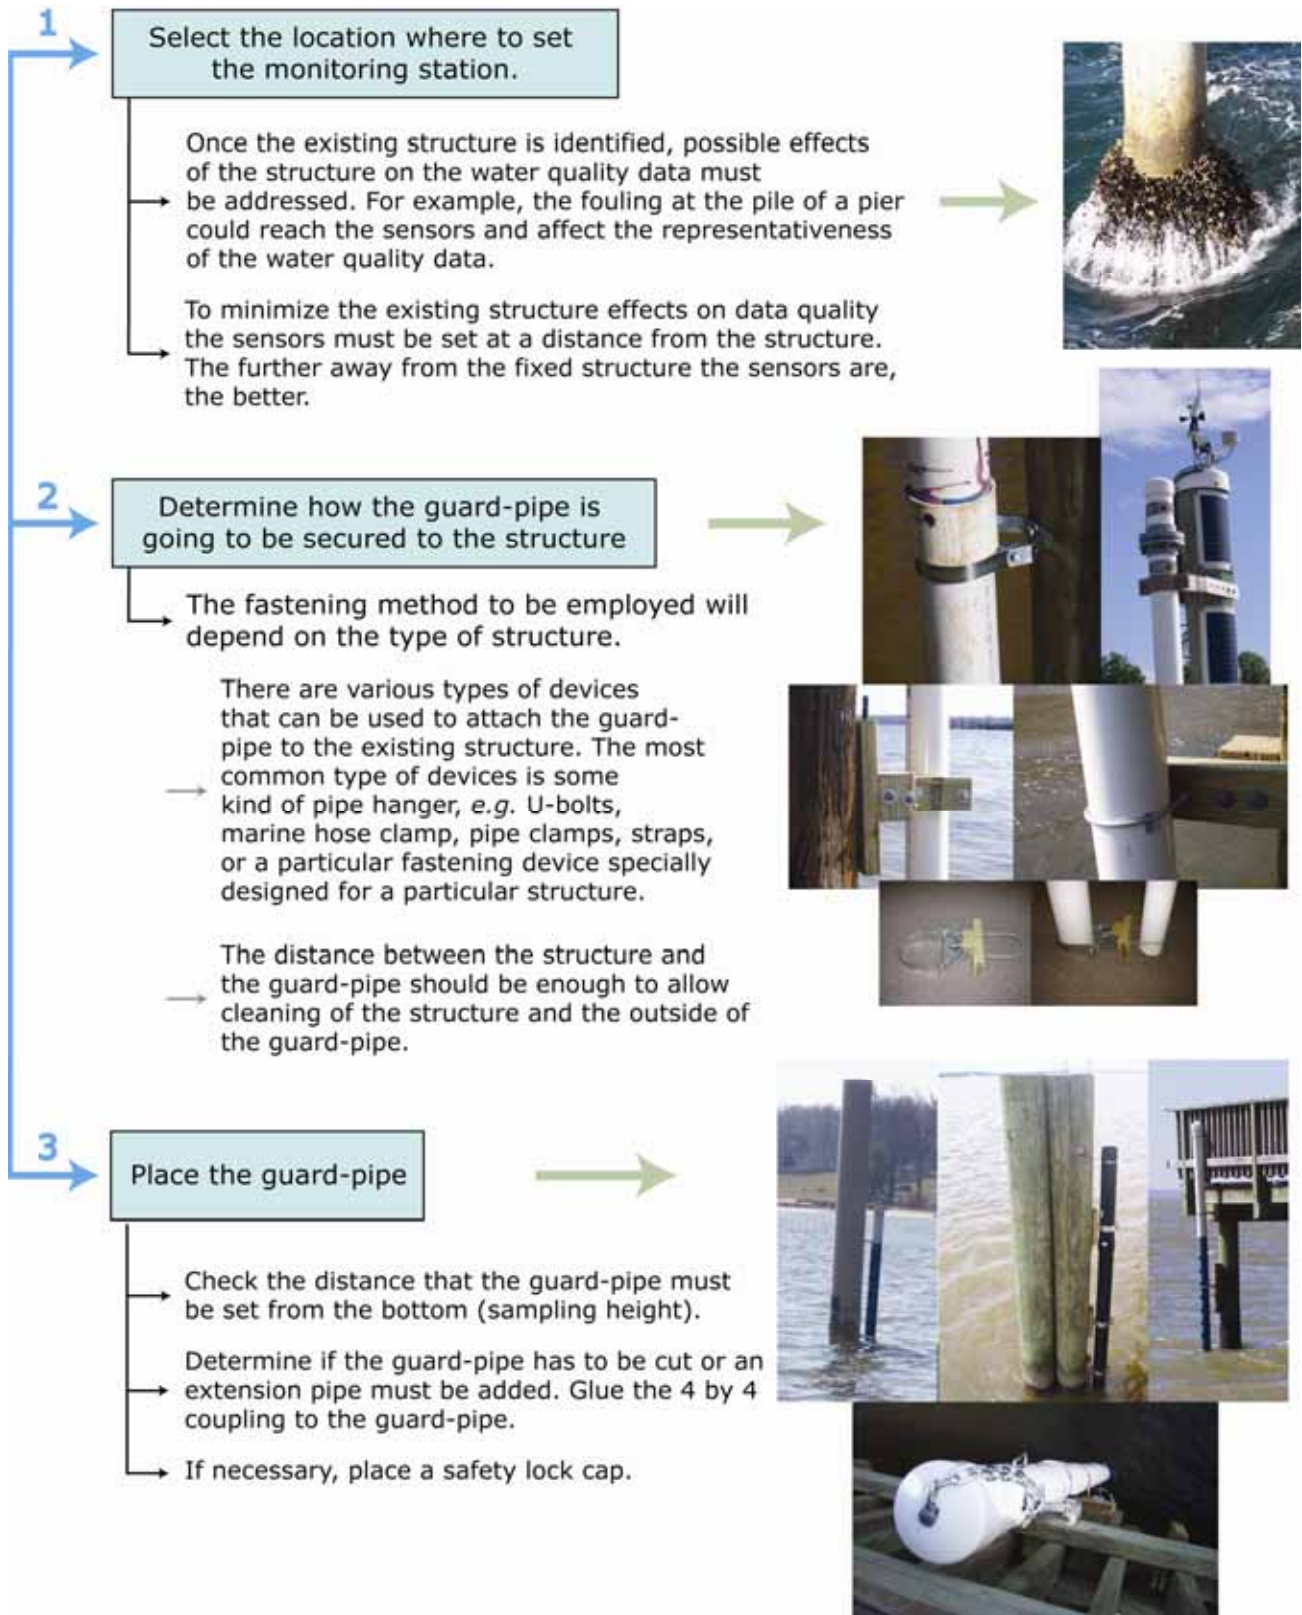 1
Select the location where to set
the monitoring station.
Once the existing structure is identified, possible effects
of the structure on the water quality data must
be addressed. For example, the fouling at the pile of a pier
could reach the sensors and affect the representativeness
of the water quality data.
To minimize the existing structure effects on data quality
the sensors must be set at a distance from the structure.
The further away from the fixed structure the sensors are,
the better.
2
Determine how the guard-pipe is
going to be secured to the structure
The fastening method to be employed will
depend on the type of structure.
There are various types of devices
that can be used to attach the guard-
pipe to the existing structure. The most
common type of devices is some
kind of pipe hanger, e.g. U-bolts,
marine hose clamp, pipe clamps, straps,
or a particular fastening device specially
designed for a particular structure.
The distance between the structure and
the guard-pipe should be enough to allow
cleaning of the structure and the outside of
the guard-pipe.
3
Place the guard-pipe
Check the distance that the guard-pipe must
be set from the bottom (sampling height).
Determine if the guard-pipe has to be cut or an
extension pipe must be added. Glue the 4 by 4
coupling to the guard-pipe.
If necessary, place a safety lock cap.